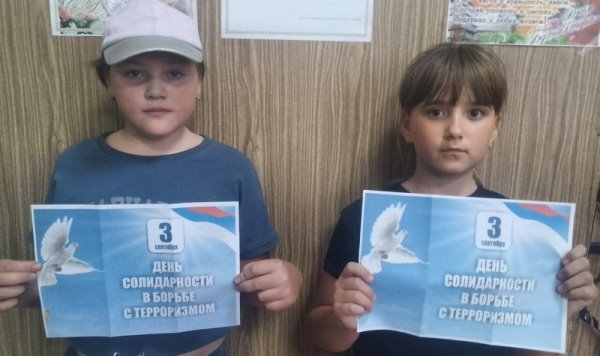 3
сентября
ДЕНЬ
СОЛИДАРНОСТИ
В БОРЬБЕ
С ТЕРРОРИЗМОМ
3
сентября
ДЕНЬ
СОЛИДАРНОСТИ
В БОРЬБЕ
С ТЕРРОРИЗМОМ